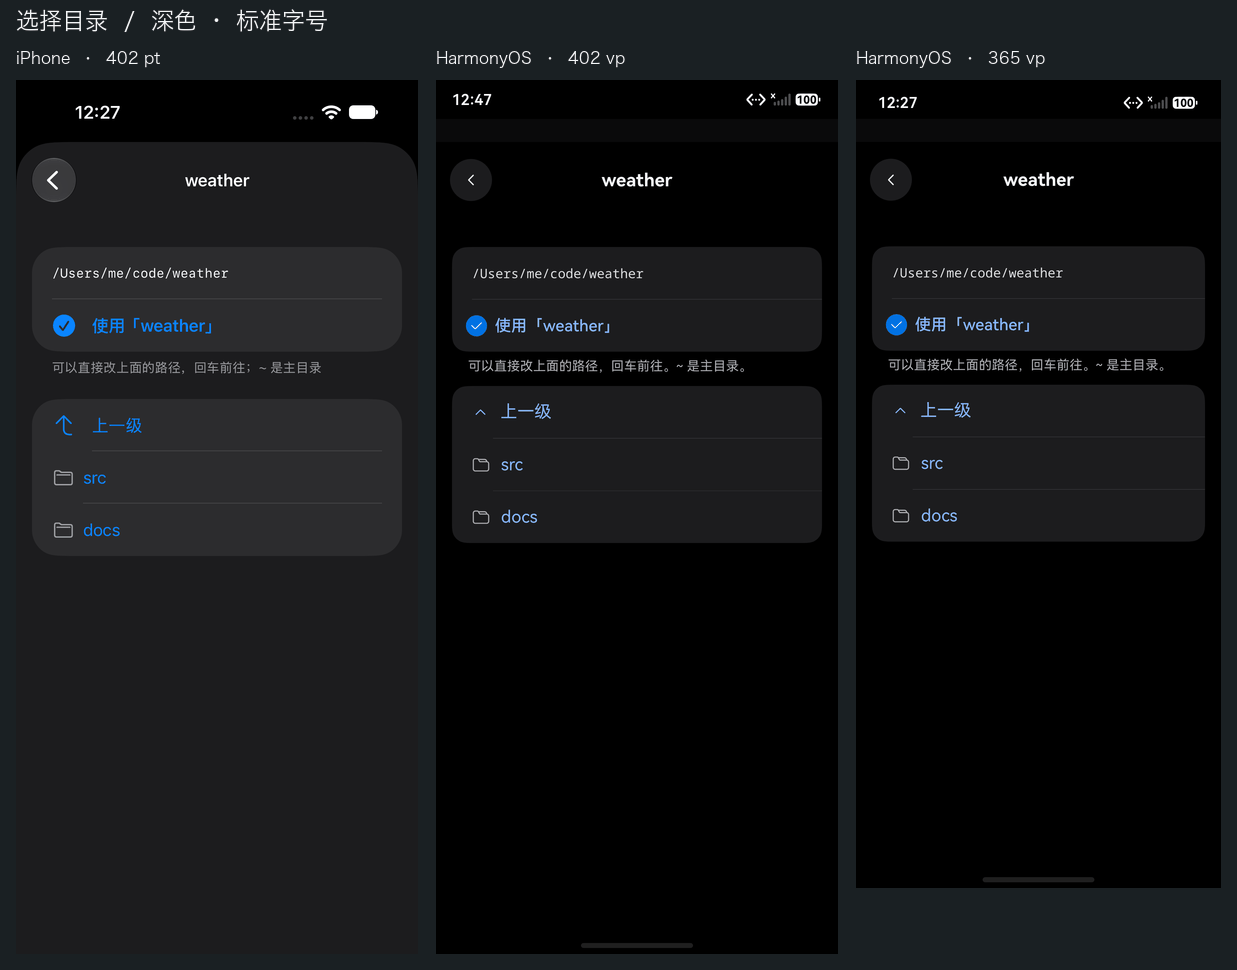 选择目录 / 深色 · 标准字号
iPhone · 402 pt
12:27
weather
/Users/me/code/weather
使用「weather」
可以直接改上面的路径，回车前往；~ 是主目录
上一级
src
docs
HarmonyOS · 402 vp
12:47
100
weather
/Users/me/code/weather
使用「weather」
可以直接改上面的路径，回车前往。~ 是主目录。
上一级
src
docs
HarmonyOS · 365 vp
12:27
100
weather
/Users/me/code/weather
使用「weather」
可以直接改上面的路径，回车前往。~ 是主目录。
上一级
src
docs